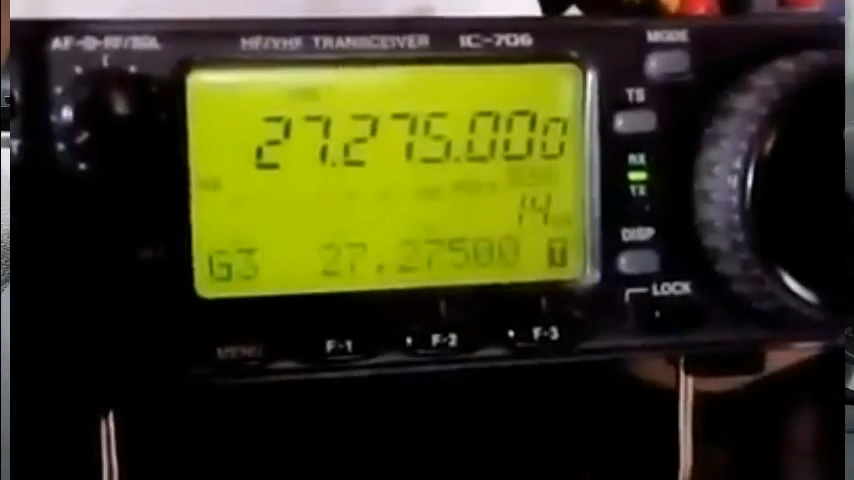 AF-⊙-RF/SQL HF/VHF TRANSCEIVER IC-706 MODE
27.275.000
TS
RX
TX
14
DISP
G3 27.27500 T
LOCK
MENU F-1 F-2 F-3